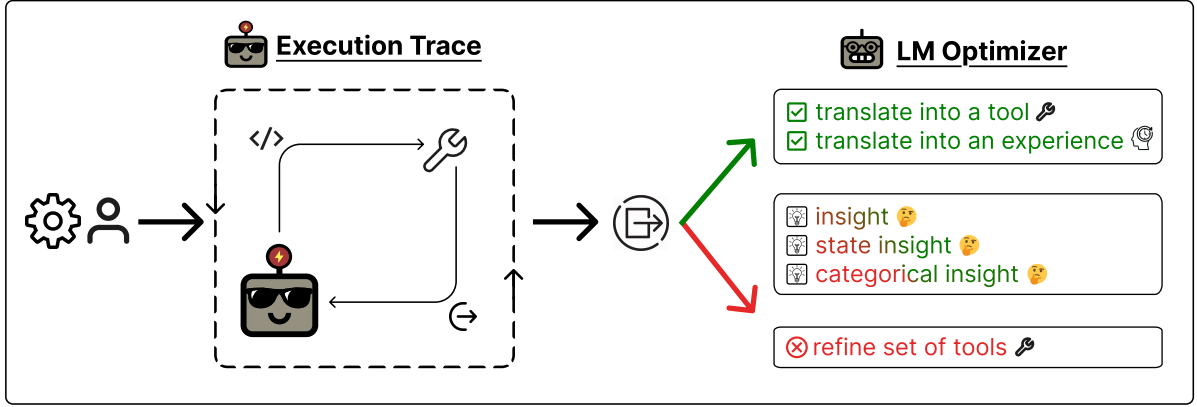 Execution Trace
</>
LM Optimizer
translate into a tool
translate into an experience
insight
state insight
categorical insight
refine set of tools